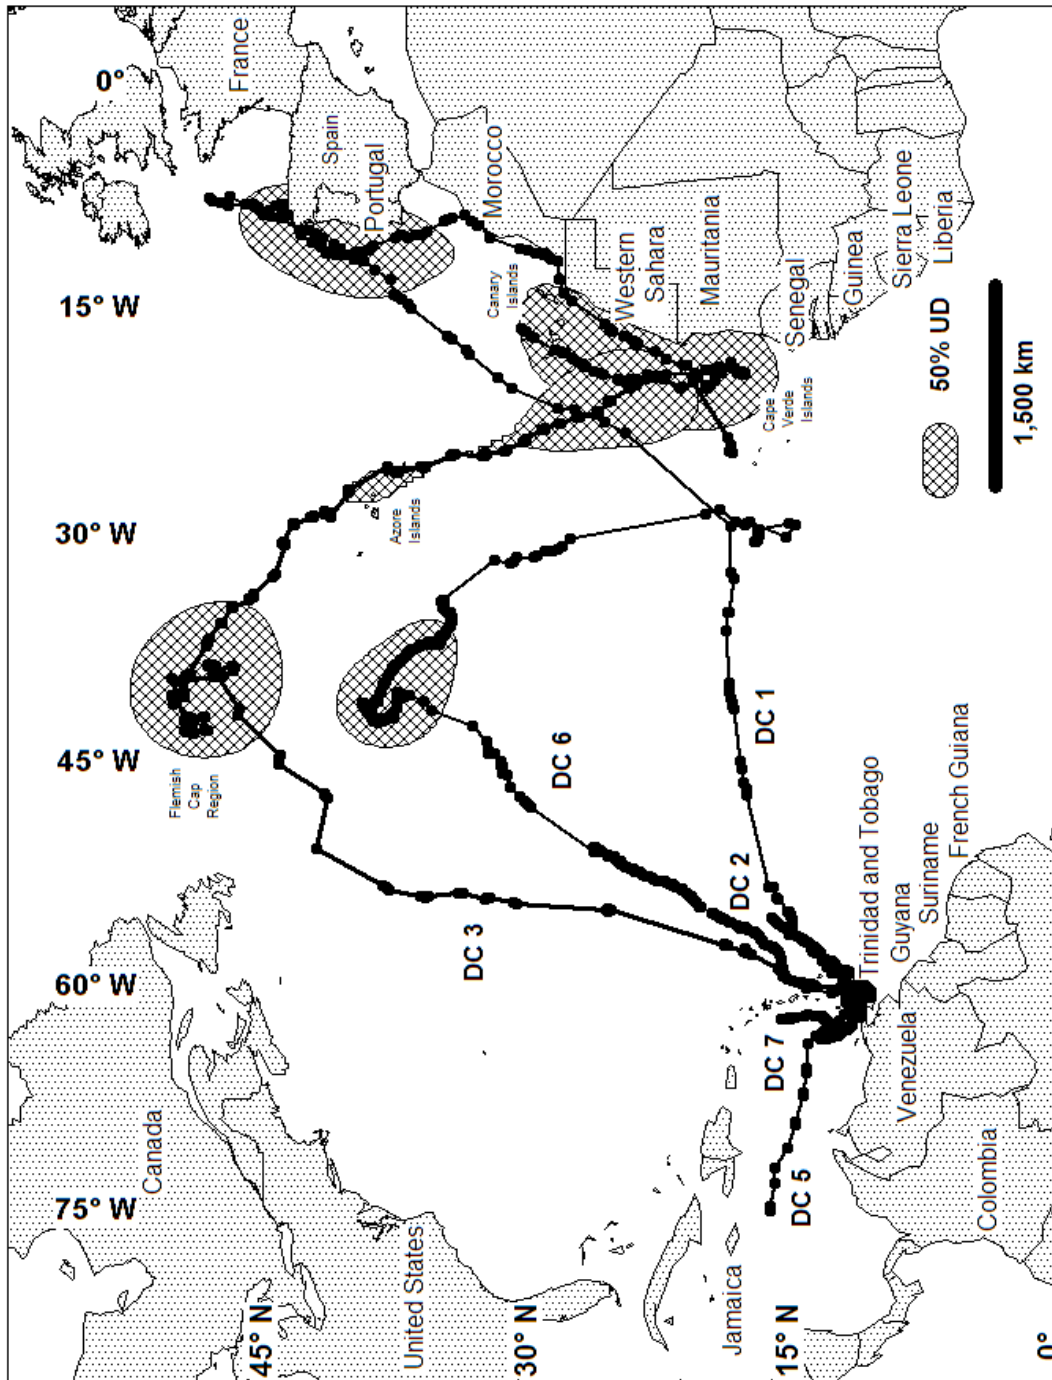 0°
15° W
30° W
45° W
60° W
75° W
45° N
30° N
15° N
0°
France
Spain
Portugal
Morocco
Canary
Islands
Western
Sahara
Mauritania
Senegal
Guinea
Sierra Leone
Liberia
Cape
Verde
Islands
Azore
Islands
Flemish
Cap
Region
50% UD
1,500 km
DC 1
DC 6
DC 2
DC 3
DC 7
DC 5
Trinidad and Tobago
Guyana
Suriname
French Guiana
Venezuela
Colombia
Canada
United States
Jamaica